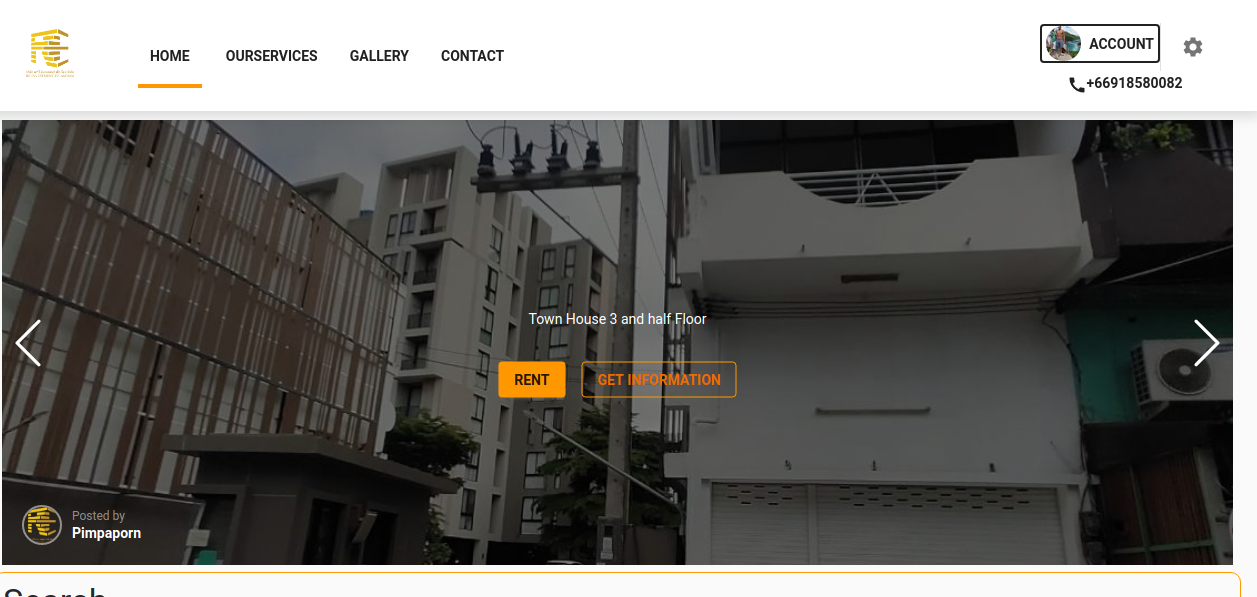 HOME OURSERVICES GALLERY CONTACT ACCOUNT
+66918580082
Town House 3 and half Floor
RENT GET INFORMATION
Posted by
Pimpaporn
Search